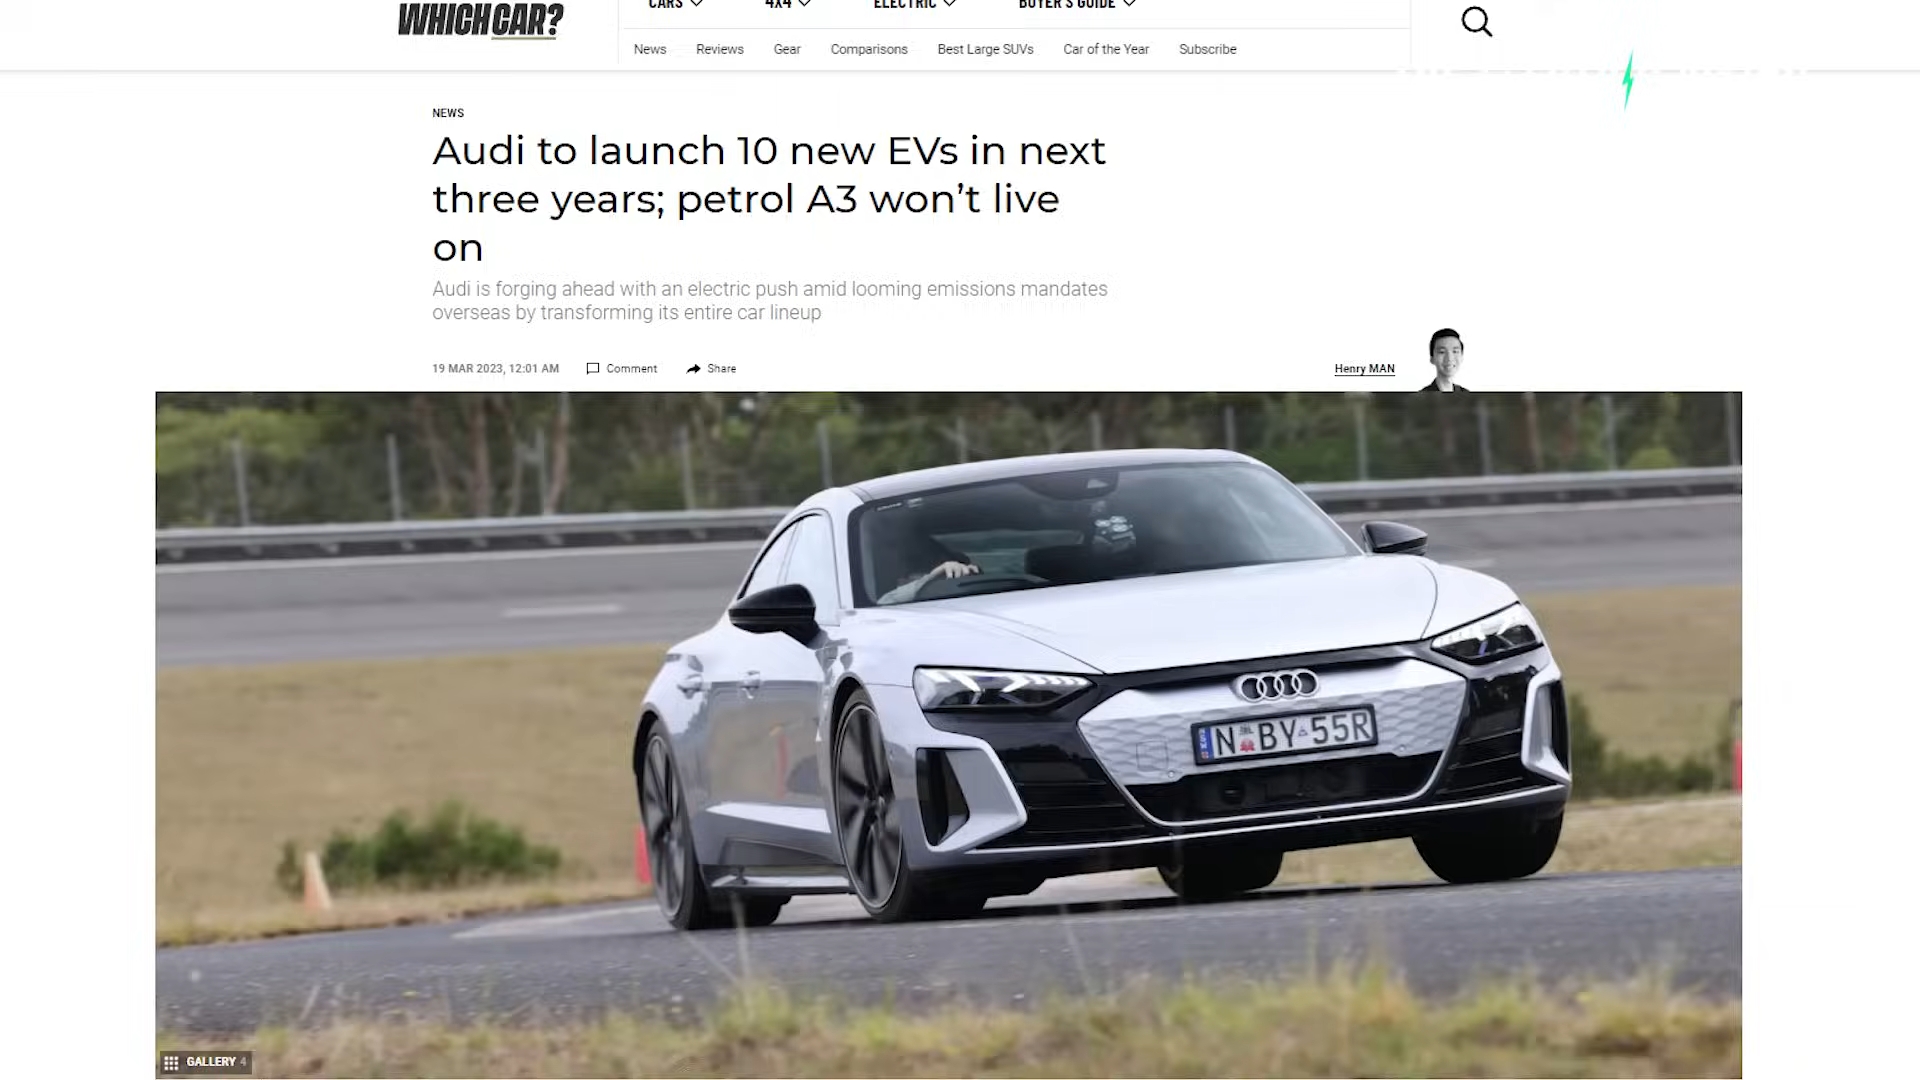 WHICHCAR?
CARS 4X4 ELECTRIC BUYER'S GUIDE
News Reviews Gear Comparisons Best Large SUVs Car of the Year Subscribe
NEWS
Audi to launch 10 new EVs in next
three years; petrol A3 won’t live
on
Audi is forging ahead with an electric push amid looming emissions mandates
overseas by transforming its entire car lineup
19 MAR 2023, 12:01 AM Comment Share Henry MAN
N BY 55R
GALLERY 4